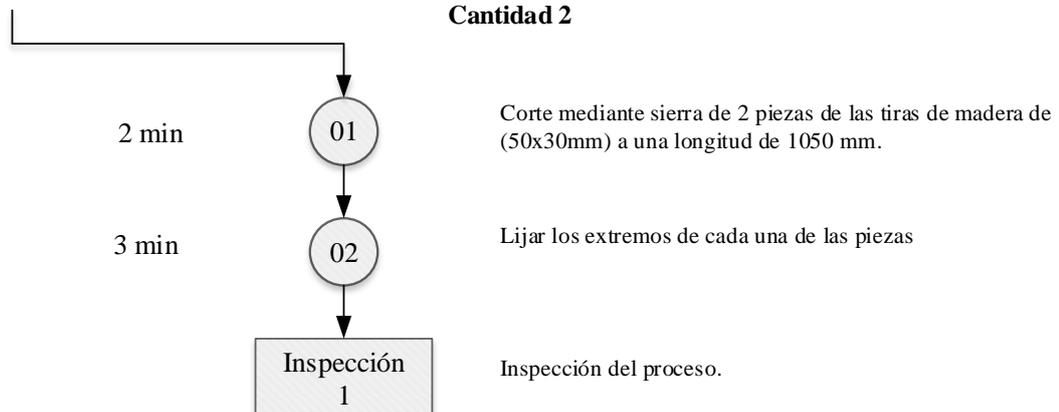 Cantidad 2
2 min
01
Corte mediante sierra de 2 piezas de las tiras de madera de
(50x30mm) a una longitud de 1050 mm.
3 min
02
Lijar los extremos de cada una de las piezas
Inspección
1
Inspección del proceso.